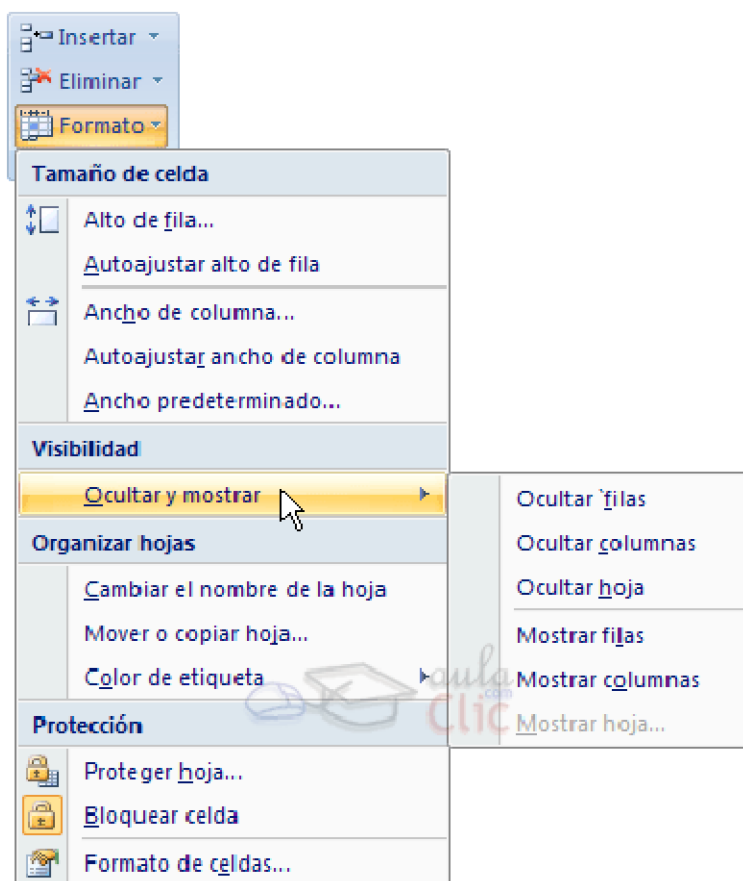 Insertar
Eliminar
Formato
Tamaño de celda
Alto de fila...
Autoajustar alto de fila
Ancho de columna...
Autoajustar ancho de columna
Ancho predeterminado...
Visibilidad
Ocultar y mostrar
Organizar hojas
Cambiar el nombre de la hoja
Mover o copiar hoja...
Color de etiqueta
Protección
Proteger hoja...
Bloquear celda
Formato de celdas...
Ocultar filas
Ocultar columnas
Ocultar hoja
Mostrar filas
Mostrar columnas
Mostrar hoja...
aula
Clic
.com